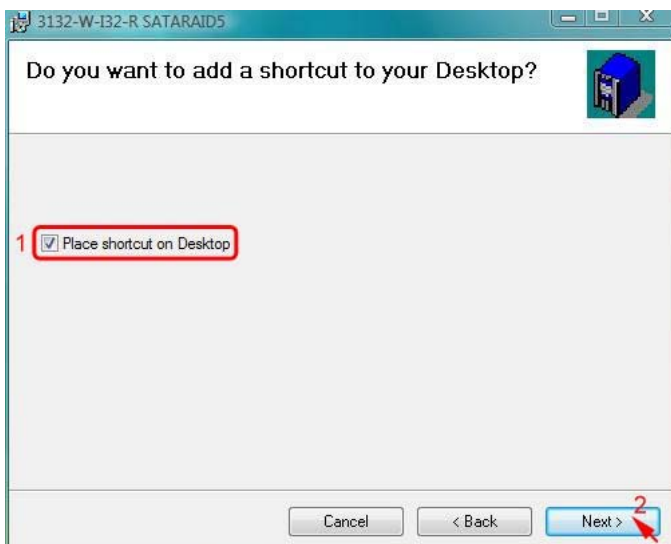 3132-W-I32-R SATARAID5
Do you want to add a shortcut to your Desktop?
1 Place shortcut on Desktop
2
Cancel < Back Next >